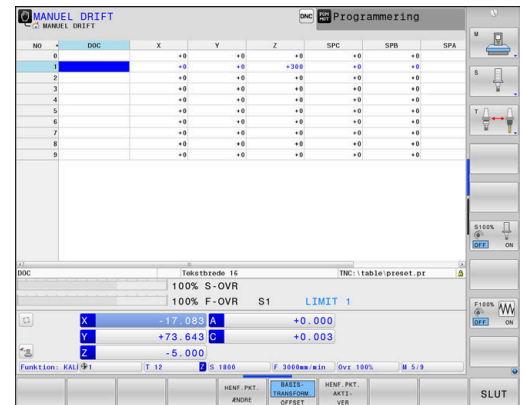 MANUEL DRIFT
MANUEL DRIFT
DNC
Programmering
NO DOC X Y Z SPC SPB SPA
0 +0 +0 +0 +0 +0
1 +0 +0 +300 +0 +0
2 +0 +0 +0 +0 +0
3 +0 +0 +0 +0 +0
4 +0 +0 +0 +0 +0
5 +0 +0 +0 +0 +0
6 +0 +0 +0 +0 +0
7 +0 +0 +0 +0 +0
8 +0 +0 +0 +0 +0
9 +0 +0 +0 +0 +0
DOC Tekstbrede 16 TNC:\table\preset.pr
100% S-OVR
100% F-OVR S1 LIMIT 1
X -17.083 A +0.000
Y +73.643 C +0.003
Z -5.000
Funktion: KALI 1 T 12 Z S 1800 F 3000mm/min Ovr 100% M 5/9
HENF.PKT. ÆNDRE
BASIS- TRANSFORM. OFFSET
HENF.PKT. AKTI- VER
SLUT
M
S
T
S100%
OFF ON
F100%
OFF ON